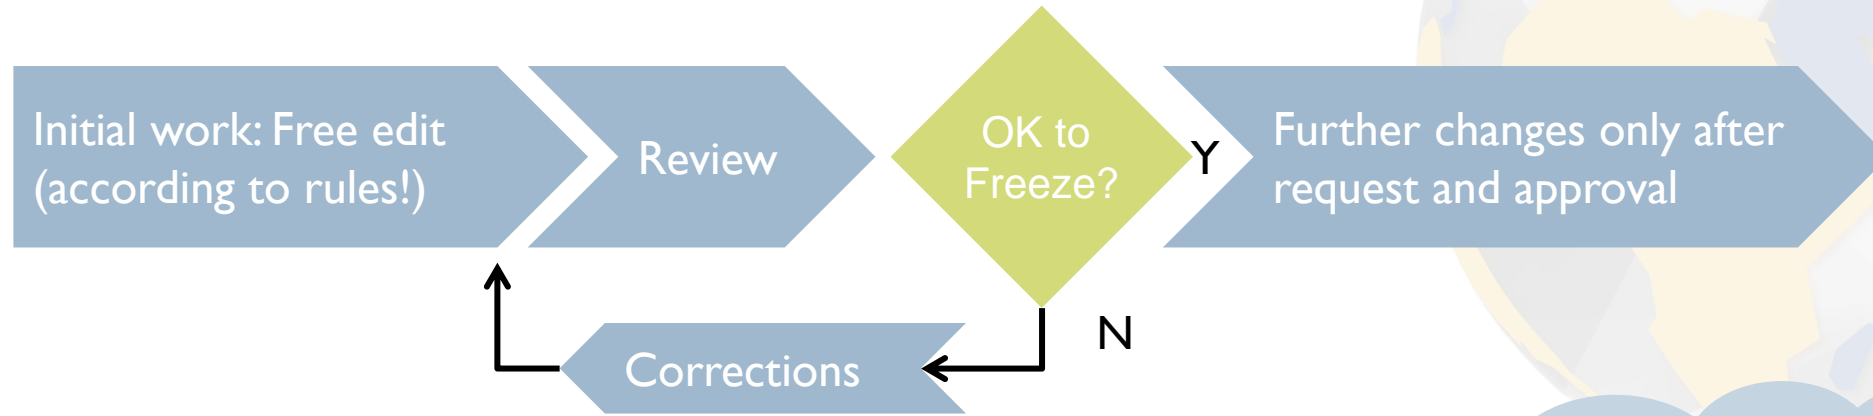 Initial work: Free edit
(according to rules!)
Review
OK to
Freeze?
Y
Further changes only after
request and approval
N
Corrections